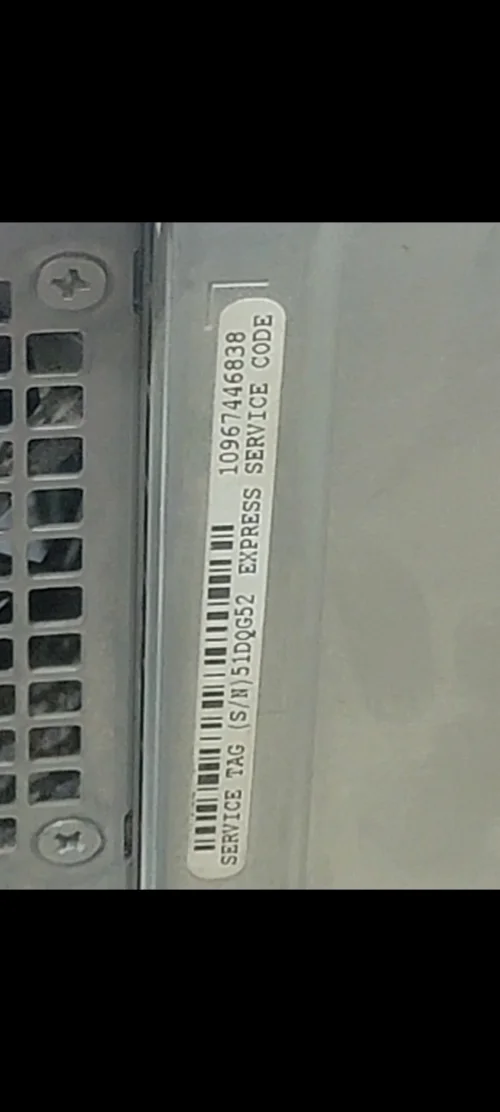 10967446838
SERVICE TAG (S/N)51DQG52 EXPRESS SERVICE CODE